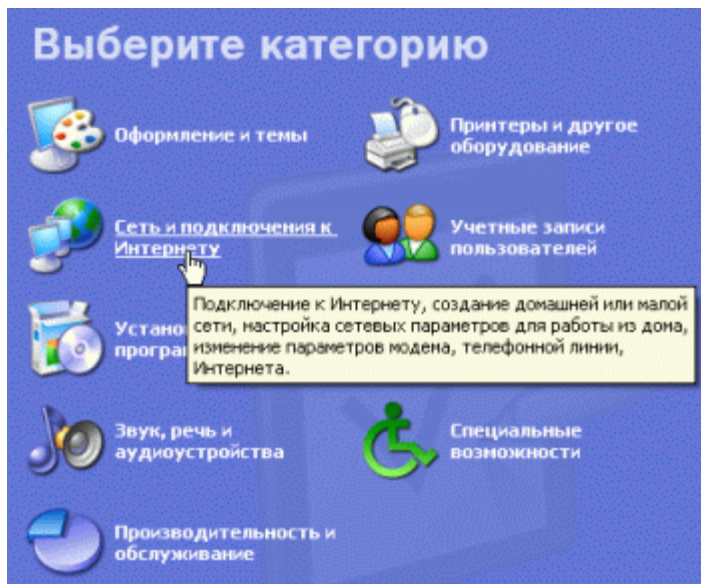 Выберите категорию
Оформление и темы
Принтеры и другое
оборудование
Сеть и подключения к
Интернету
Учетные записи
пользователей
Подключение к Интернету, создание домашней или малой
сети, настройка сетевых параметров для работы из дома,
изменение параметров модема, телефонной линии,
Интернета.
Звук, речь и
аудиоустройства
Специальные
возможности
Производительность и
обслуживание